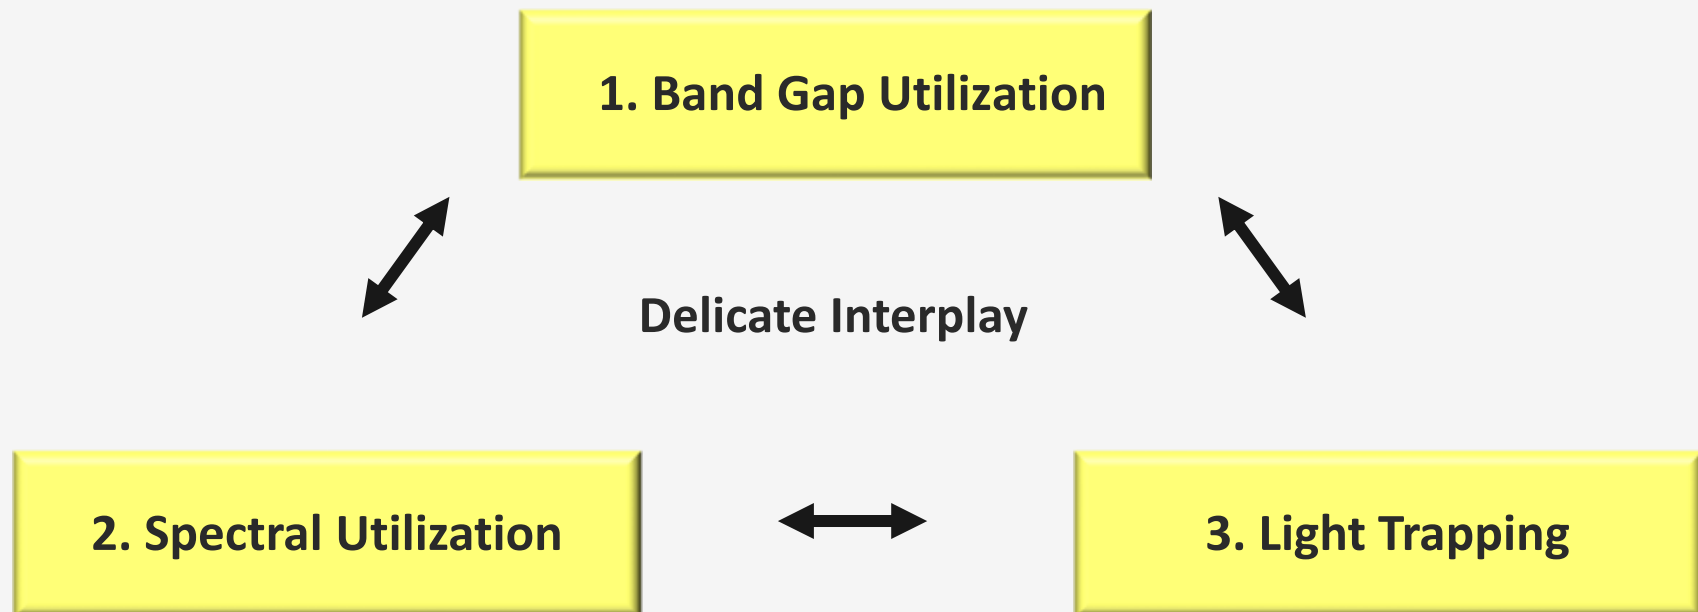 1. Band Gap Utilization
Delicate Interplay
2. Spectral Utilization
3. Light Trapping